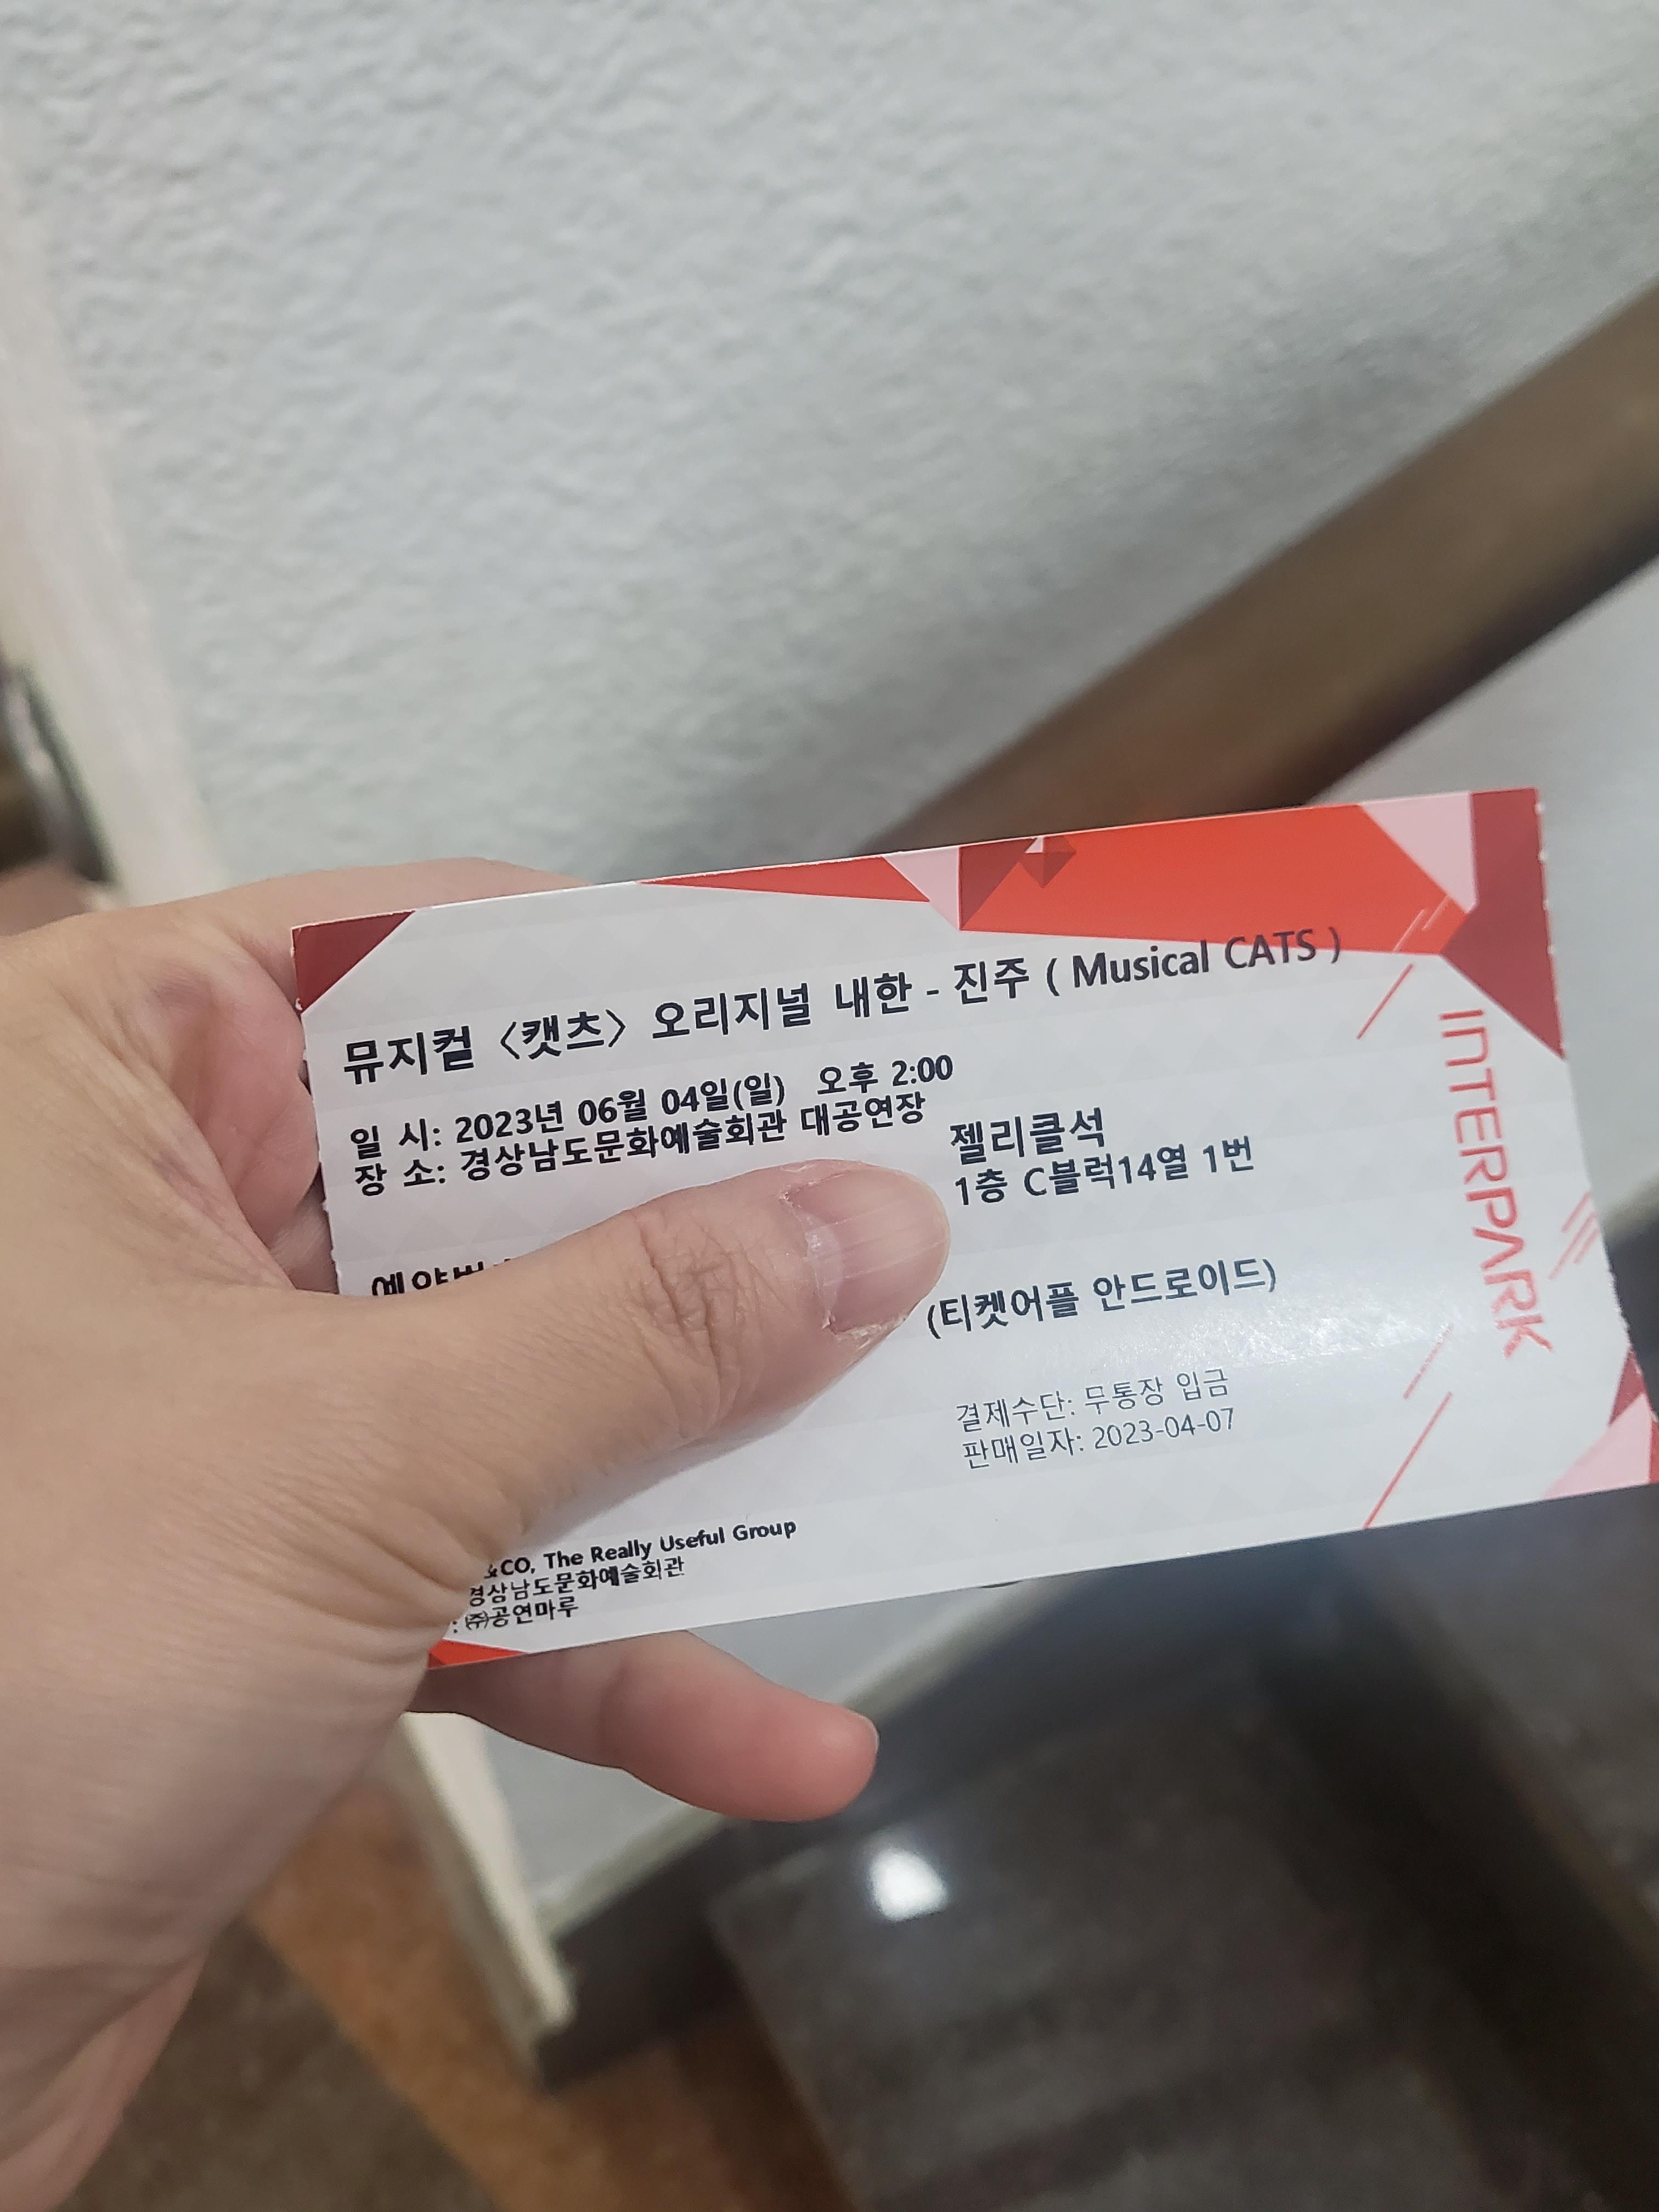 뮤지컬 〈캣츠〉 오리지널 내한 - 진주 ( Musical CATS )
일 시: 2023년 06월 04일(일) 오후 2:00
장 소: 경상남도문화예술회관 대공연장
젤리클석
1층 C블럭14열 1번
(티켓어플 안드로이드)
결제수단: 무통장 입금
판매일자: 2023-04-07
&CO, The Really Useful Group
경상남도문화예술회관
: ㈜공연마루
INTERPARK